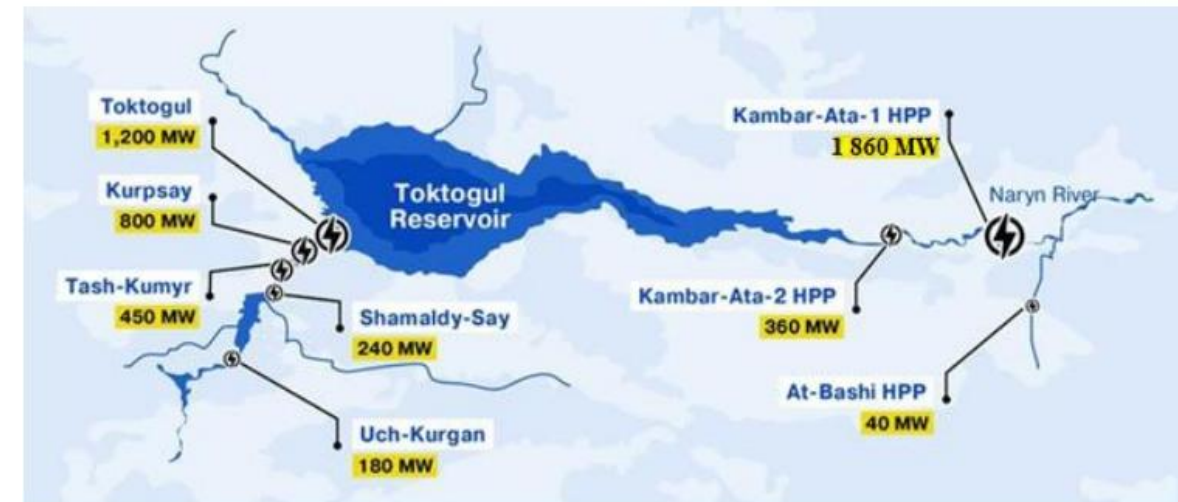 Toktogul
1,200 MW
Kurpsay
800 MW
Tash-Kumyr
450 MW
Shamaldy-Say
240 MW
Uch-Kurgan
180 MW
Toktogul
Reservoir
Kambar-Ata-1 HPP
1 860 MW
Naryn River
Kambar-Ata-2 HPP
360 MW
At-Bashi HPP
40 MW